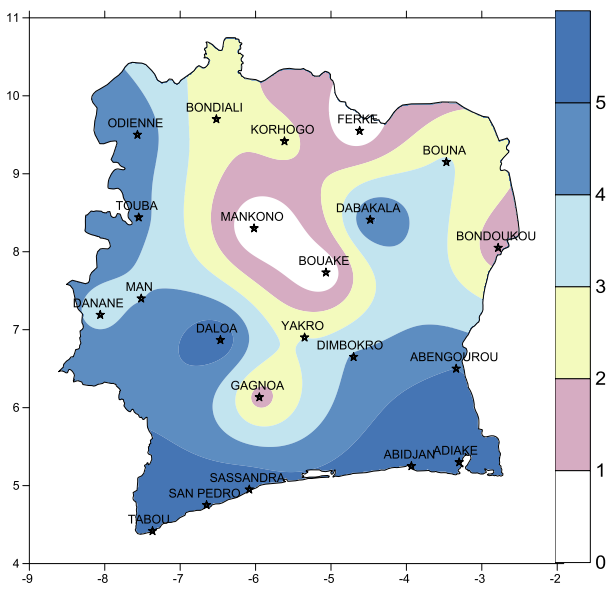 11
10
9
8
7
6
5
4
-9 -8 -7 -6 -5 -4 -3 -2
5
4
3
2
1
0
BONDIALI
FERKE
ODIENNE
KORHOGO
BOUNA
TOUBA
MANKONO
DABAKALA
BONDOUKOU
BOUAKE
MAN
DANANE
DALOA
YAKRO
DIMBOKRO
ABENGOUROU
GAGNOA
ABIDJAN
ADIAKE
SASSANDRA
SAN PEDRO
TABOU